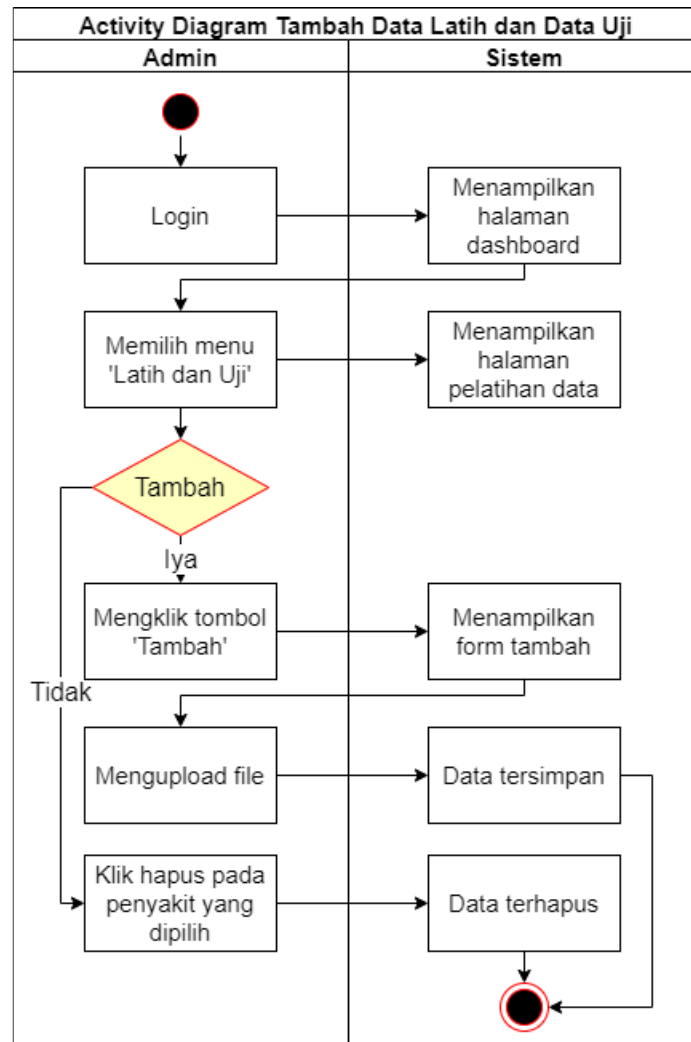 Activity Diagram Tambah Data Latih dan Data Uji
Admin
Sistem
Login
Menampilkan
halaman
dashboard
Memilih menu
'Latih dan Uji'
Menampilkan
halaman
pelatihan data
Tambah
Iya
Mengklik tombol
'Tambah'
Menampilkan
form tambah
Tidak
Mengupload file
Data tersimpan
Klik hapus pada
penyakit yang
dipilih
Data terhapus